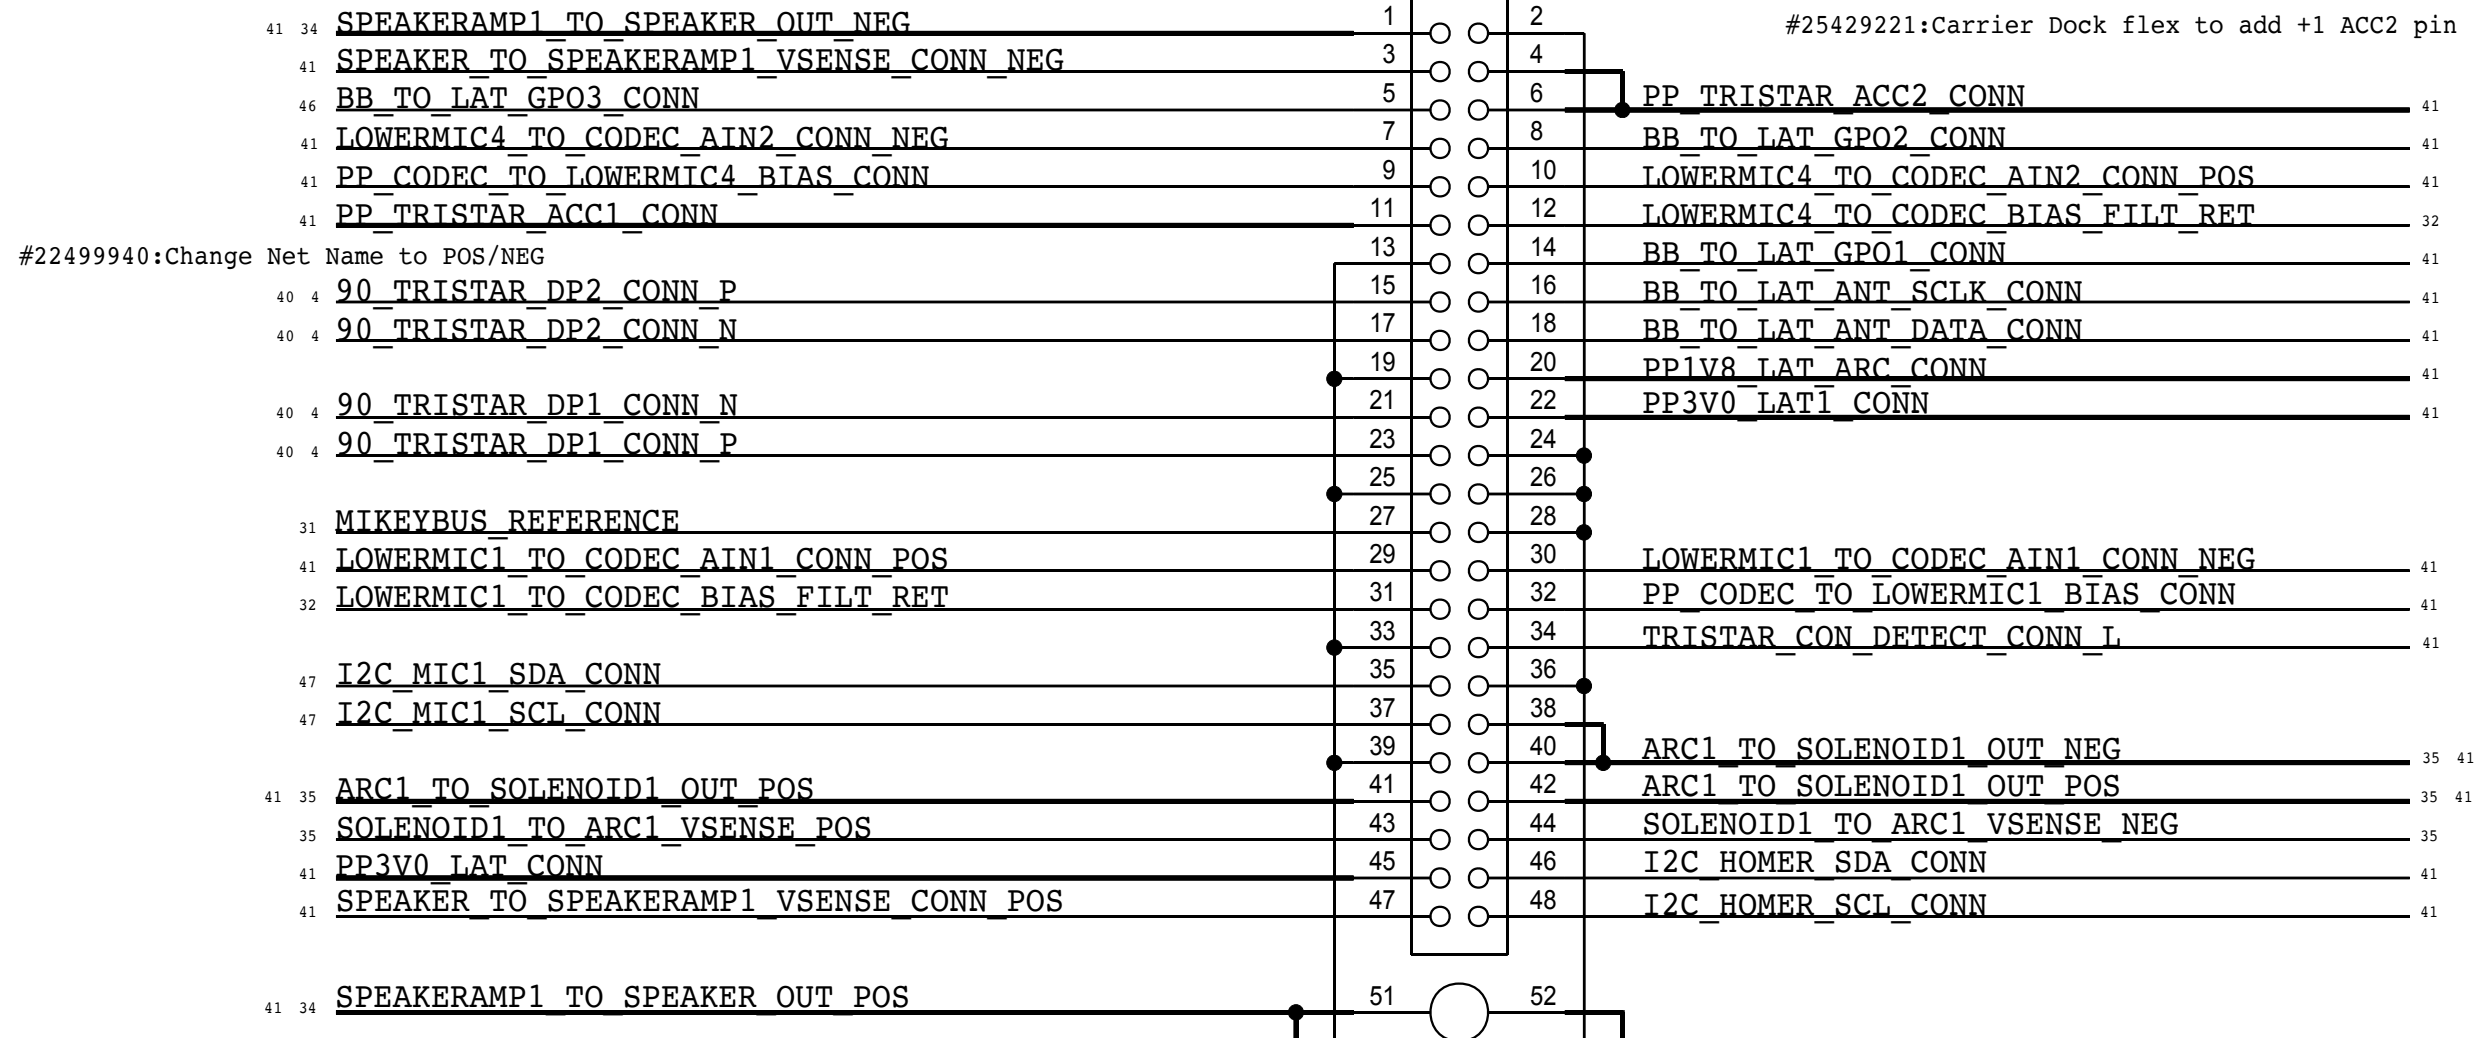 41 34 SPEAKERAMP1_TO_SPEAKER_OUT_NEG 1 2 #25429221:Carrier Dock flex to add +1 ACC2 pin
41 SPEAKER_TO_SPEAKERAMP1_VSENSE_CONN_NEG 3 4
46 BB_TO_LAT_GPO3_CONN 5 6 PP_TRISTAR_ACC2_CONN 41
41 LOWERMIC4_TO_CODEC_AIN2_CONN_NEG 7 8 BB_TO_LAT_GPO2_CONN 41
41 PP_CODEC_TO_LOWERMIC4_BIAS_CONN 9 10 LOWERMIC4_TO_CODEC_AIN2_CONN_POS 41
41 PP_TRISTAR_ACC1_CONN 11 12 LOWERMIC4_TO_CODEC_BIAS_FILT_RET 32
#22499940:Change Net Name to POS/NEG 13 14 BB_TO_LAT_GPO1_CONN 41
40 4 90_TRISTAR_DP2_CONN_P 15 16 BB_TO_LAT_ANT_SCLK_CONN 41
40 4 90_TRISTAR_DP2_CONN_N 17 18 BB_TO_LAT_ANT_DATA_CONN 41
19 20 PP1V8_LAT_ARC_CONN 41
40 4 90_TRISTAR_DP1_CONN_N 21 22 PP3V0_LAT1_CONN 41
40 4 90_TRISTAR_DP1_CONN_P 23 24
25 26
31 MIKEYBUS_REFERENCE 27 28
41 LOWERMIC1_TO_CODEC_AIN1_CONN_POS 29 30 LOWERMIC1_TO_CODEC_AIN1_CONN_NEG 41
32 LOWERMIC1_TO_CODEC_BIAS_FILT_RET 31 32 PP_CODEC_TO_LOWERMIC1_BIAS_CONN 41
33 34 TRISTAR_CON_DETECT_CONN_L 41
47 I2C_MIC1_SDA_CONN 35 36
47 I2C_MIC1_SCL_CONN 37 38
39 40 ARC1_TO_SOLENOID1_OUT_NEG 35 41
41 35 ARC1_TO_SOLENOID1_OUT_POS 41 42 ARC1_TO_SOLENOID1_OUT_POS 35 41
35 SOLENOID1_TO_ARC1_VSENSE_POS 43 44 SOLENOID1_TO_ARC1_VSENSE_NEG 35
41 PP3V0_LAT_CONN 45 46 I2C_HOMER_SDA_CONN 41
41 SPEAKER_TO_SPEAKERAMP1_VSENSE_CONN_POS 47 48 I2C_HOMER_SCL_CONN 41
41 34 SPEAKERAMP1_TO_SPEAKER_OUT_POS 51 52